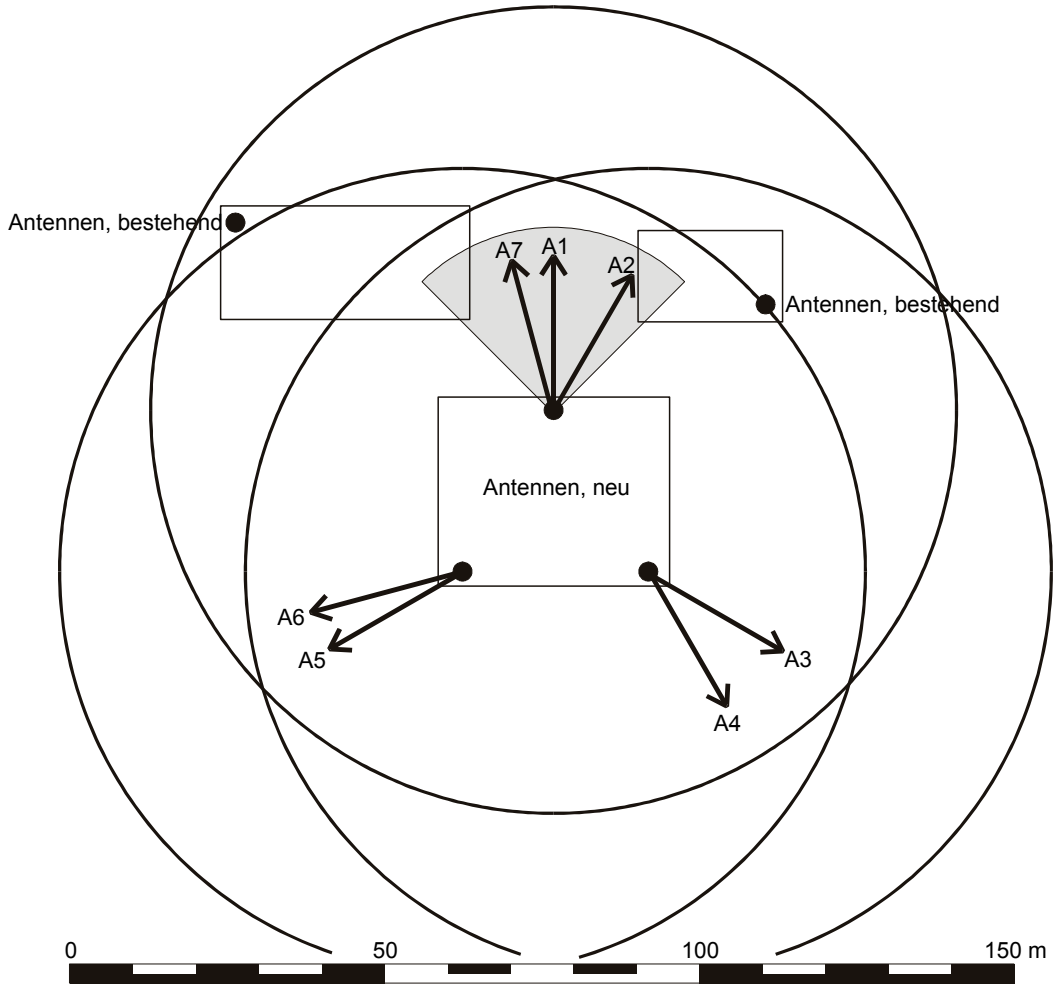 Antennen, bestehend
A7
A1
A2
Antennen, bestehend
Antennen, neu
A6
A5
A3
A4
0
50
100
150 m